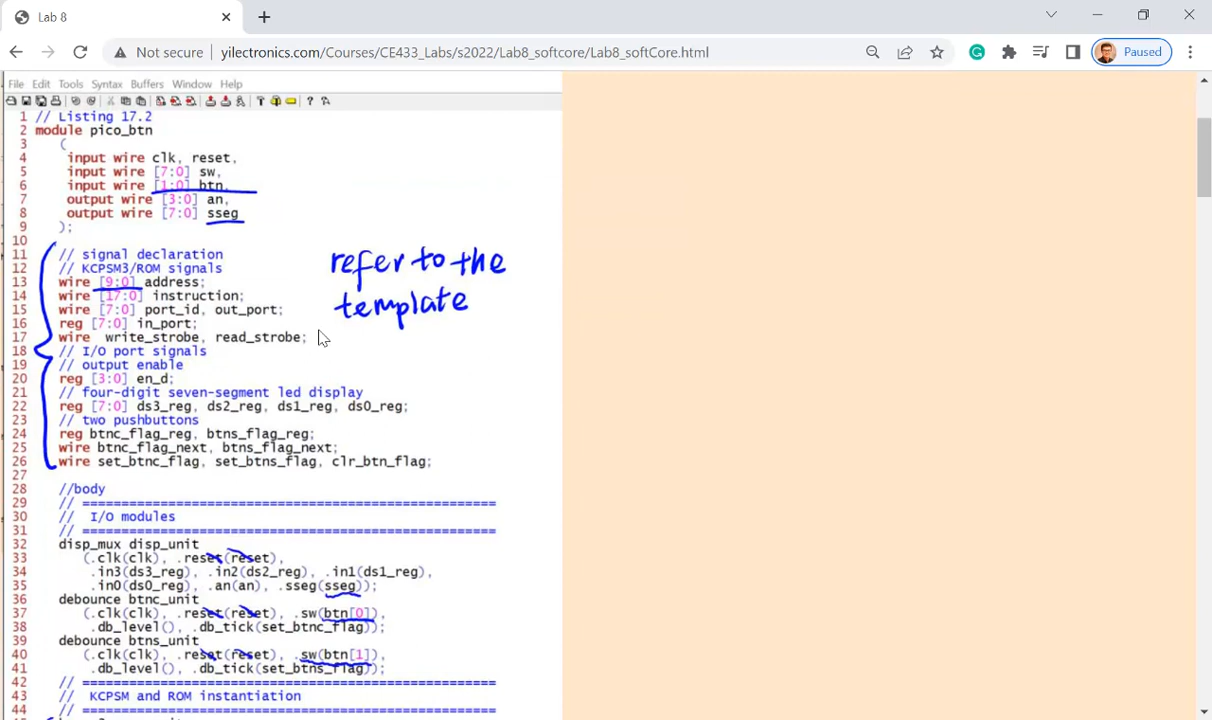 Lab 8
Not secure yilectronics.com/Courses/CE433_Labs/s2022/Lab8_softcore/Lab8_softCore.html
Paused
File Edit Tools Syntax Buffers Window Help
1 // Listing 17.2
2 module pico_btn
3 (
4 input wire clk, reset,
5 input wire [7:0] sw,
6 input wire [1:0] btn,
7 output wire [3:0] an,
8 output wire [7:0] sseg
9 );
10
11 // signal declaration
12 // KCPSM3/ROM signals
13 wire [9:0] address;
14 wire [17:0] instruction;
15 wire [7:0] port_id, out_port;
16 reg [7:0] in_port;
17 wire write_strobe, read_strobe;
18 // I/O port signals
19 // output enable
20 reg [3:0] en_d;
21 // four-digit seven-segment led display
22 reg [7:0] ds3_reg, ds2_reg, ds1_reg, ds0_reg;
23 // two pushbuttons
24 reg btnc_flag_reg, btns_flag_reg;
25 wire btnc_flag_next, btns_flag_next;
26 wire set_btnc_flag, set_btns_flag, clr_btn_flag;
27
28 //body
29 // =====================================================
30 // I/O modules
31 // =====================================================
32 disp_mux disp_unit
33 (.clk(clk), .reset(reset),
34 .in3(ds3_reg), .in2(ds2_reg), .in1(ds1_reg),
35 .in0(ds0_reg), .an(an), .sseg(sseg));
36 debounce btnc_unit
37 (.clk(clk), .reset(reset), .sw(btn[0]),
38 .db_level(), .db_tick(set_btnc_flag));
39 debounce btns_unit
40 (.clk(clk), .reset(reset), .sw(btn[1]),
41 .db_level(), .db_tick(set_btns_flag));
42 // =====================================================
43 // KCPSM and ROM instantiation
44 // =====================================================
refer to the
template